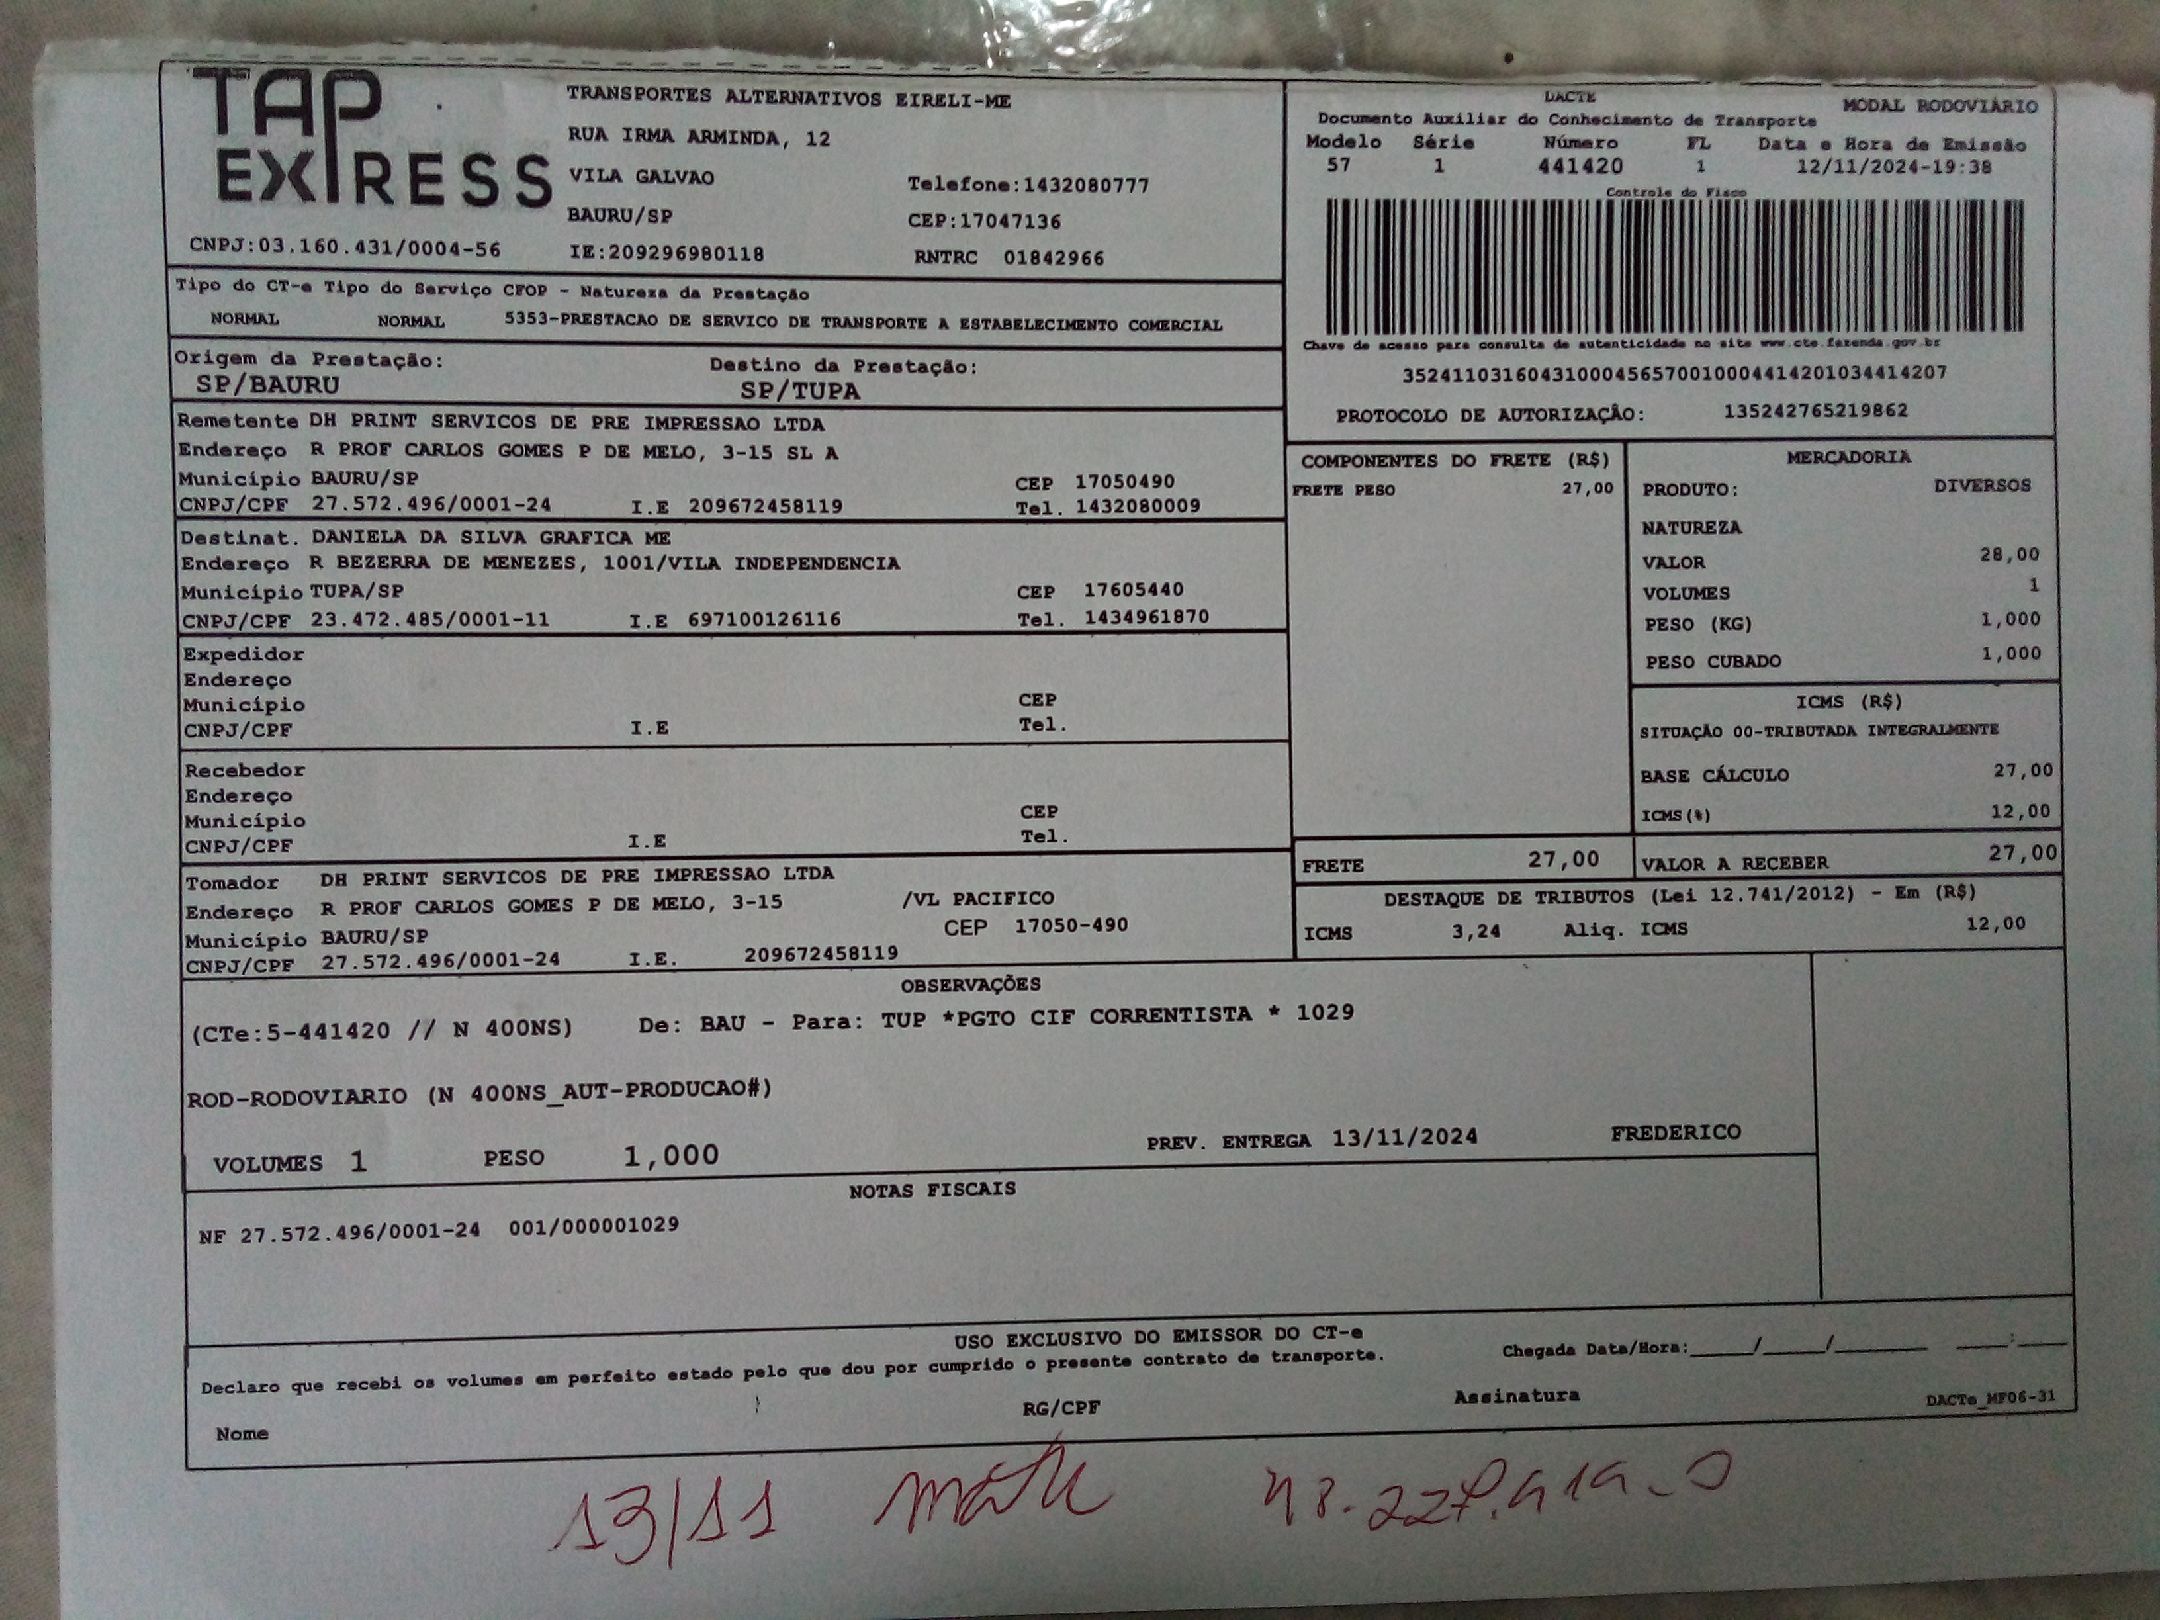 TAP EXPRESS
TRANSPORTES ALTERNATIVOS EIRELI-ME
RUA IRMA ARMINDA, 12
VILA GALVAO Telefone:1432080777
BAURU/SP CEP:17047136
CNPJ:03.160.431/0004-56 IE:209296980118 RNTRC 01842966
DACTE MODAL RODOVIÁRIO
Documento Auxiliar do Conhecimento de Transporte
Modelo Série Número FL Data e Hora de Emissão
57 1 441420 1 12/11/2024-19:38
Controle do Fisco
Chave de acesso para consulta de autenticidade no site www.cte.fazenda.gov.br
35241103160431000456570010004414201034414207
PROTOCOLO DE AUTORIZAÇÃO: 135242765219862
Tipo do CT-e Tipo do Serviço CFOP - Natureza da Prestação
NORMAL NORMAL 5353-PRESTACAO DE SERVICO DE TRANSPORTE A ESTABELECIMENTO COMERCIAL
Origem da Prestação: Destino da Prestação:
SP/BAURU SP/TUPA
Remetente DH PRINT SERVICOS DE PRE IMPRESSAO LTDA
Endereço R PROF CARLOS GOMES P DE MELO, 3-15 SL A
Município BAURU/SP CEP 17050490
CNPJ/CPF 27.572.496/0001-24 I.E 209672458119 Tel. 1432080009
Destinat. DANIELA DA SILVA GRAFICA ME
Endereço R BEZERRA DE MENEZES, 1001/VILA INDEPENDENCIA
Município TUPA/SP CEP 17605440
CNPJ/CPF 23.472.485/0001-11 I.E 697100126116 Tel. 1434961870
Expedidor
Endereço
Município CEP
CNPJ/CPF I.E Tel.
Recebedor
Endereço
Município CEP
CNPJ/CPF I.E Tel.
Tomador DH PRINT SERVICOS DE PRE IMPRESSAO LTDA
Endereço R PROF CARLOS GOMES P DE MELO, 3-15 /VL PACIFICO
Município BAURU/SP CEP 17050-490
CNPJ/CPF 27.572.496/0001-24 I.E. 209672458119
COMPONENTES DO FRETE (R$)
FRETE PESO 27,00
MERCADORIA
PRODUTO: DIVERSOS
NATUREZA
VALOR 28,00
VOLUMES 1
PESO (KG) 1,000
PESO CUBADO 1,000
ICMS (R$)
SITUAÇÃO 00-TRIBUTADA INTEGRALMENTE
BASE CÁLCULO 27,00
ICMS(%) 12,00
FRETE 27,00 VALOR A RECEBER 27,00
DESTAQUE DE TRIBUTOS (Lei 12.741/2012) - Em (R$)
ICMS 3,24 Aliq. ICMS 12,00
OBSERVAÇÕES
(CTe:5-441420 // N 400NS) De: BAU - Para: TUP *PGTO CIF CORRENTISTA * 1029
ROD-RODOVIARIO (N 400NS_AUT-PRODUCAO#)
VOLUMES 1 PESO 1,000 PREV. ENTREGA 13/11/2024 FREDERICO
NOTAS FISCAIS
NF 27.572.496/0001-24 001/000001029
USO EXCLUSIVO DO EMISSOR DO CT-e
Declaro que recebi os volumes em perfeito estado pelo que dou por cumprido o presente contrato de transporte. Chegada Data/Hora:_____/_____/_______ ____:____
Nome RG/CPF Assinatura DACTe_MF06-31
13/11